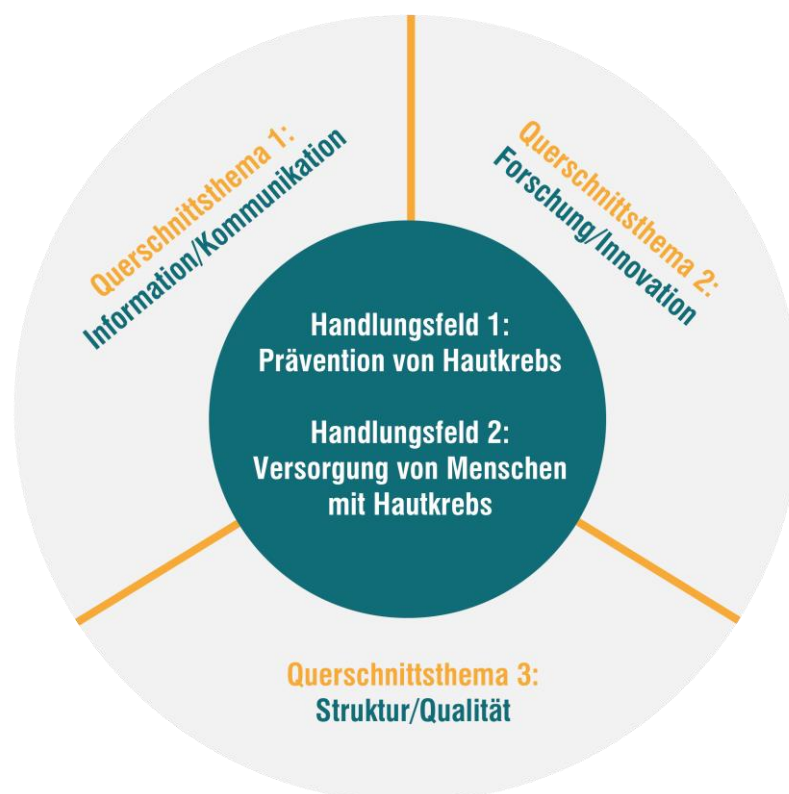 Querschnittsthema 1:
Information/Kommunikation
Querschnittsthema 2:
Forschung/Innovation
Handlungsfeld 1:
Prävention von Hautkrebs
Handlungsfeld 2:
Versorgung von Menschen
mit Hautkrebs
Querschnittsthema 3:
Struktur/Qualität